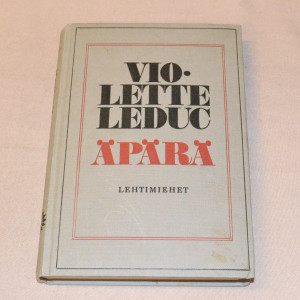 VIO·
LETTE
LEDUC
ÄPÄRÄ
LEHTIMIEHET